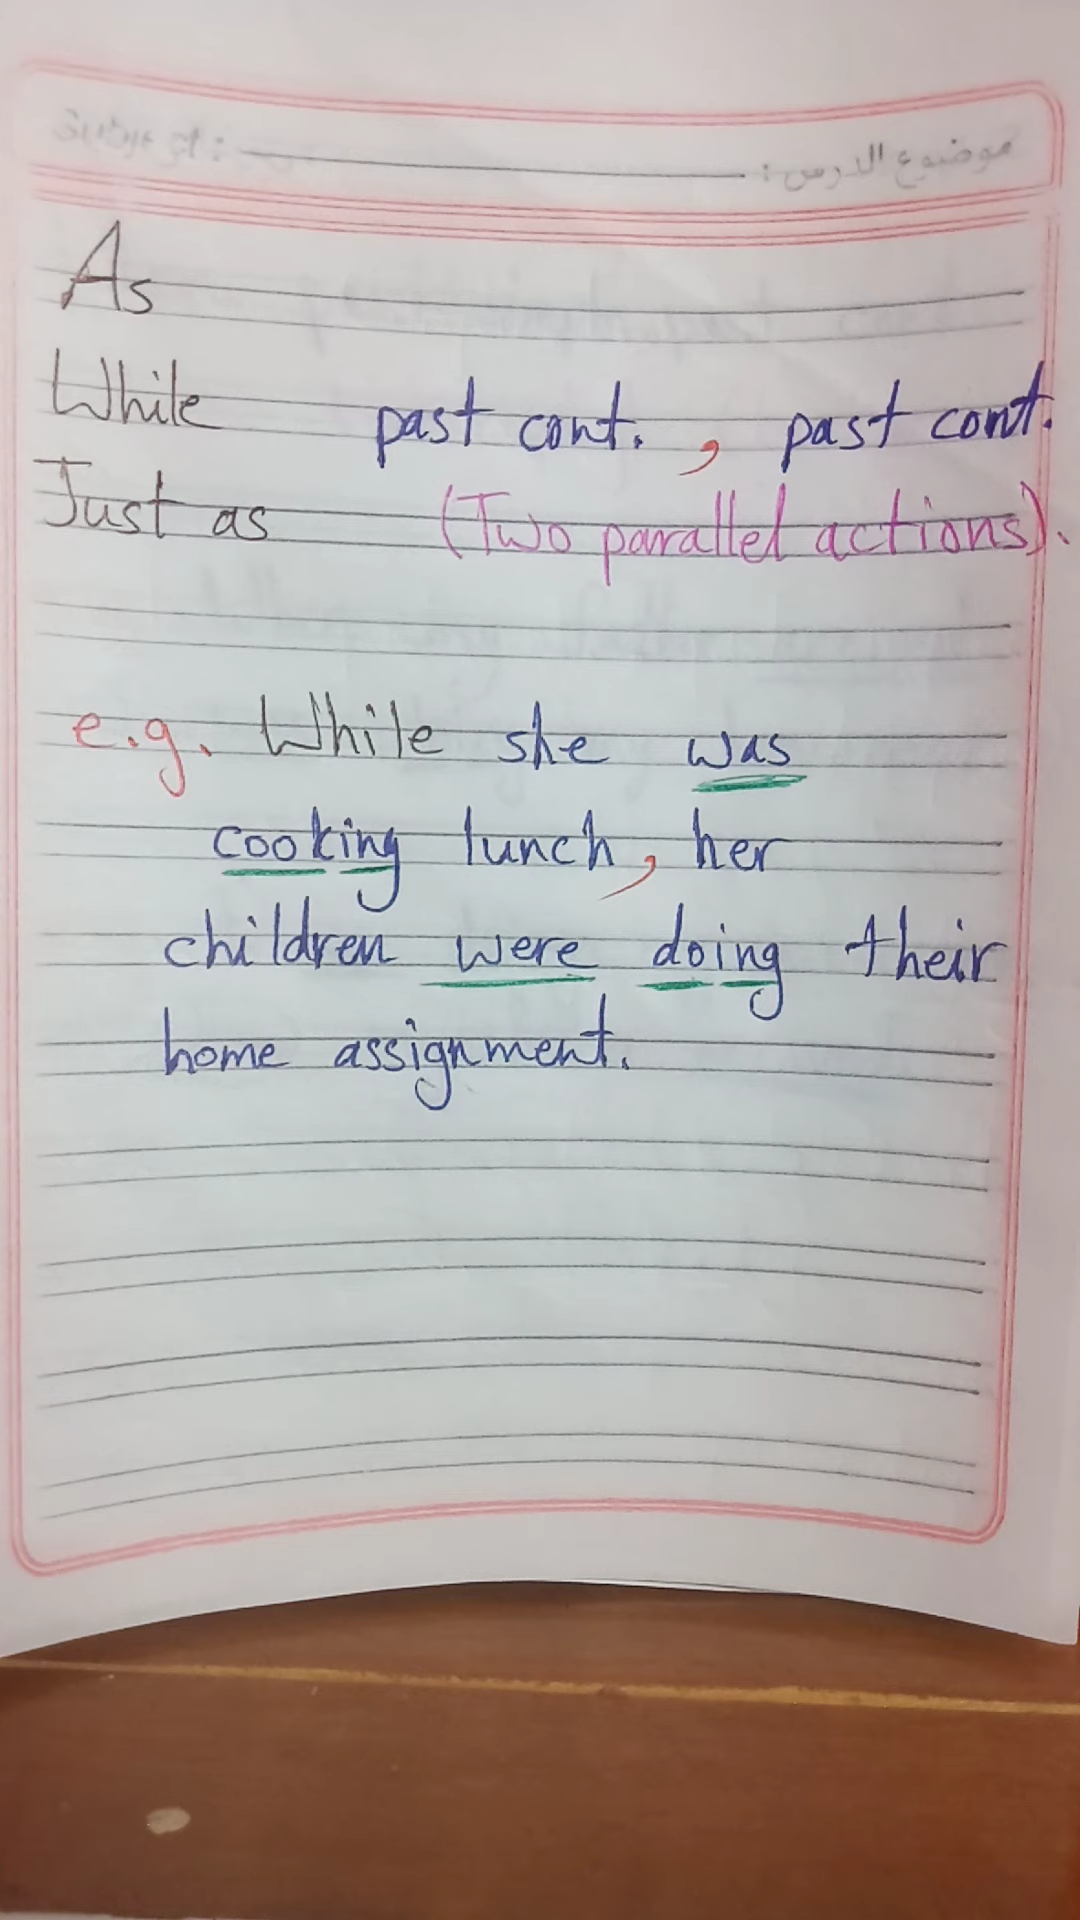 Subject :
موضوع الدرس :
As
While past cont. , past cont.
Just as (Two parallel actions).
e.g. While she was
cooking lunch, her
children were doing their
home assignment.